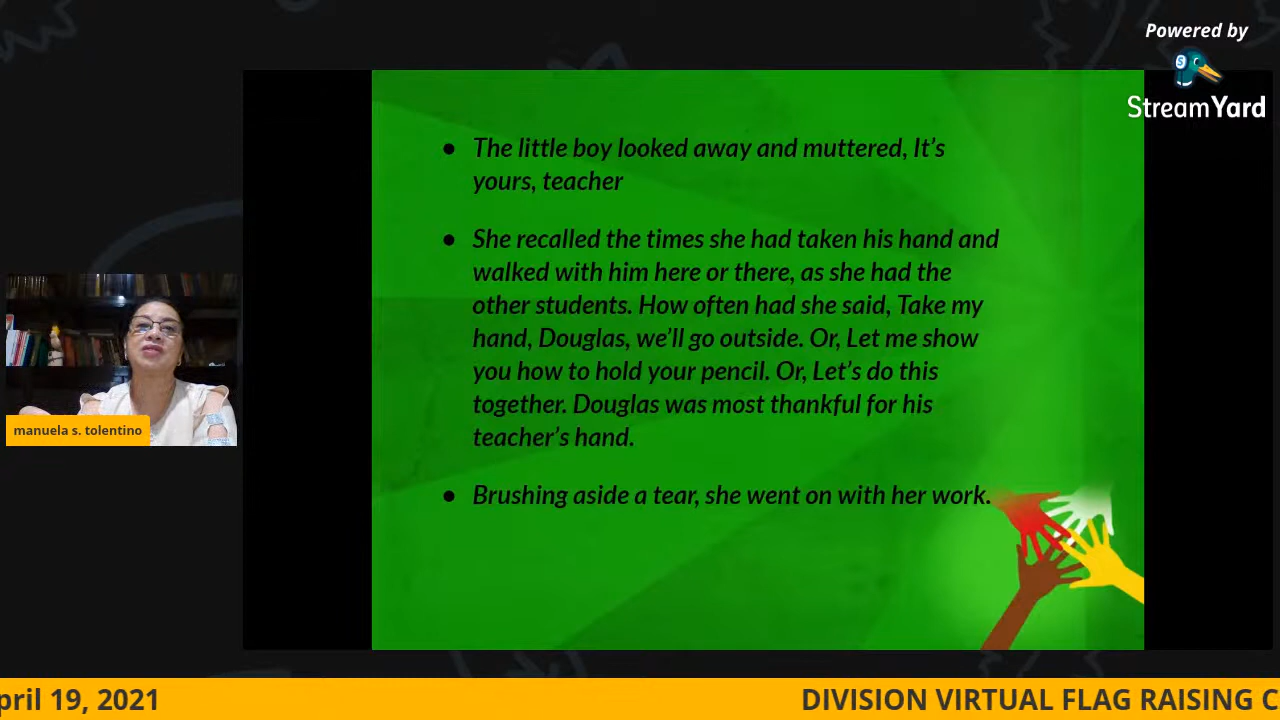 Powered by
StreamYard
• The little boy looked away and muttered, It’s
yours, teacher
• She recalled the times she had taken his hand and
walked with him here or there, as she had the
other students. How often had she said, Take my
hand, Douglas, we’ll go outside. Or, Let me show
you how to hold your pencil. Or, Let’s do this
together. Douglas was most thankful for his
teacher’s hand.
• Brushing aside a tear, she went on with her work.
manuela s. tolentino
pril 19, 2021
DIVISION VIRTUAL FLAG RAISING C